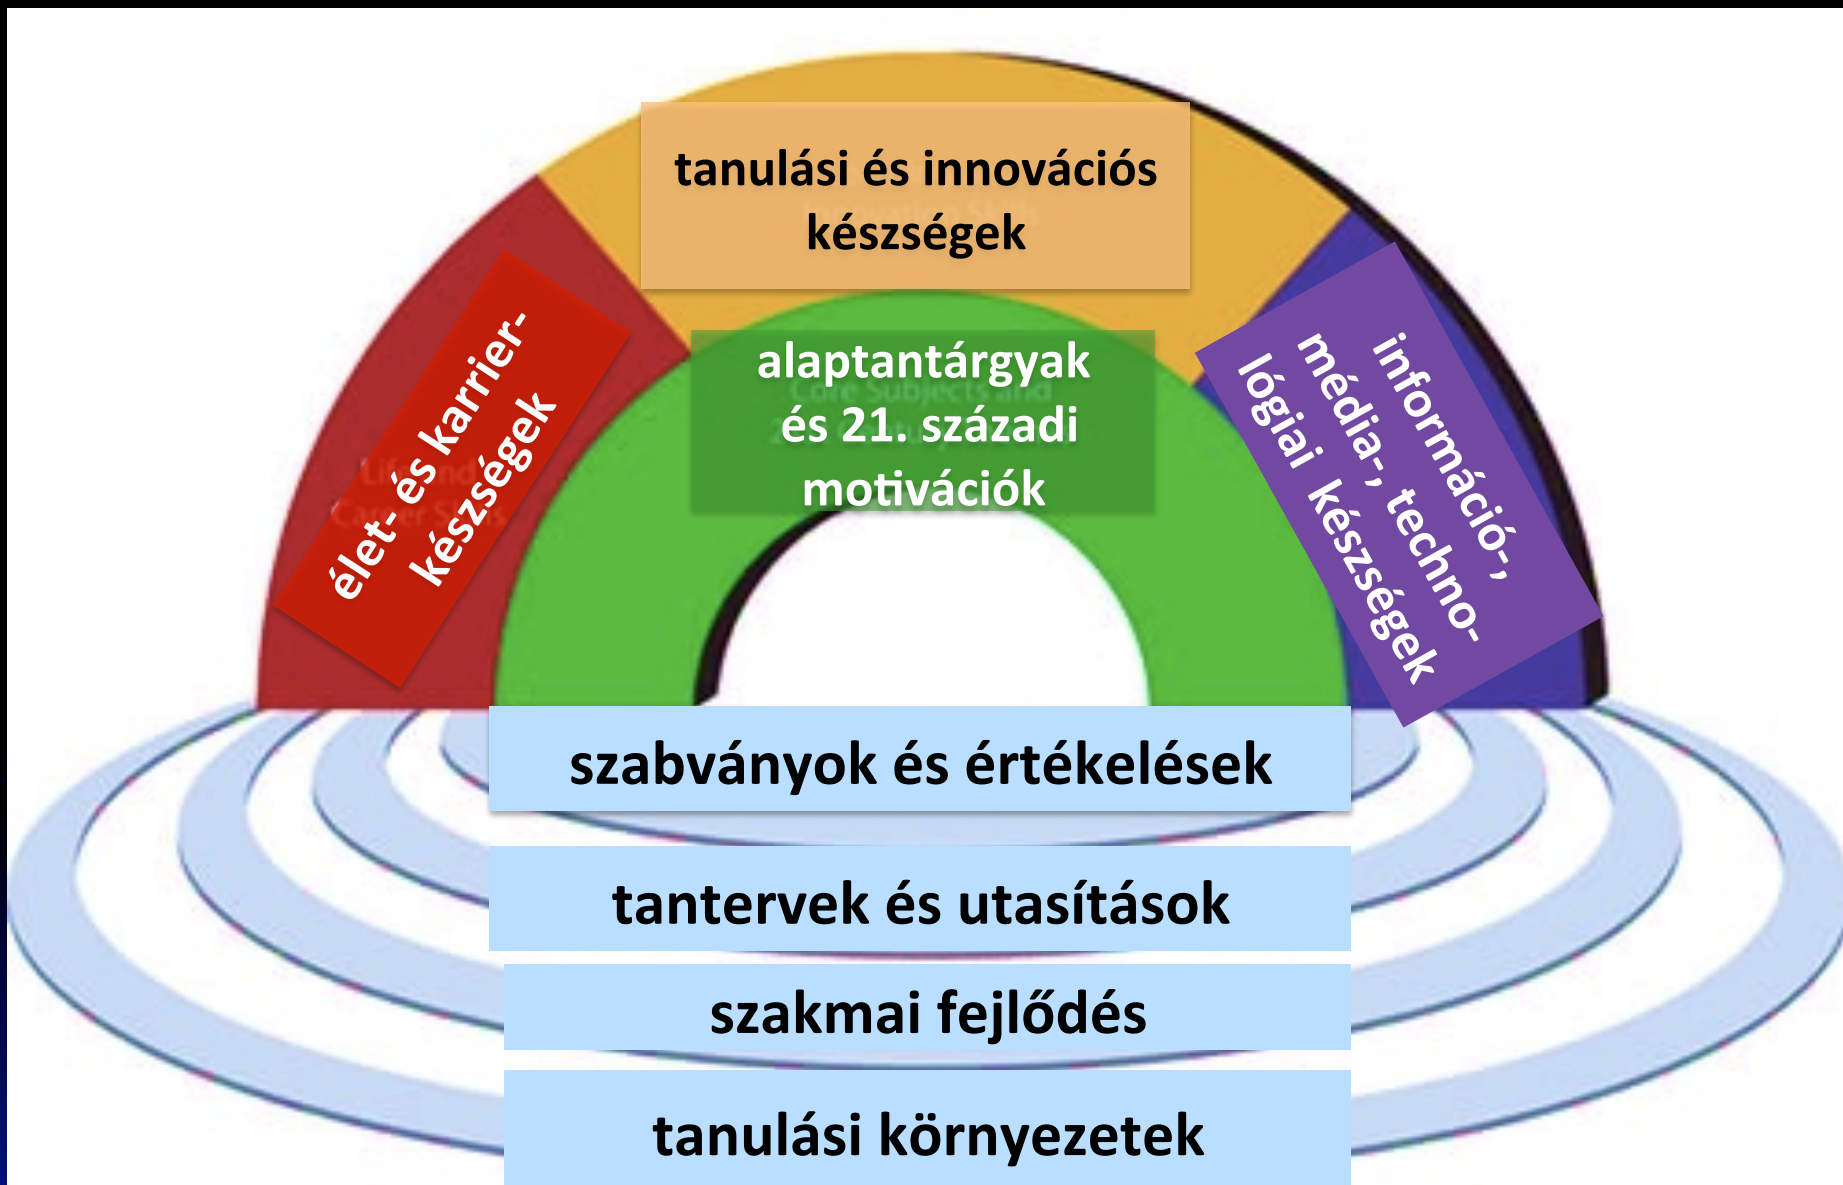 tanulási és innovációs
készségek
élet- és karrier-
készségek
alaptantárgyak
és 21. századi
motivációk
információ-,
média-, techno-
lógiai készségek
szabványok és értékelések
tantervek és utasítások
szakmai fejlődés
tanulási környezetek